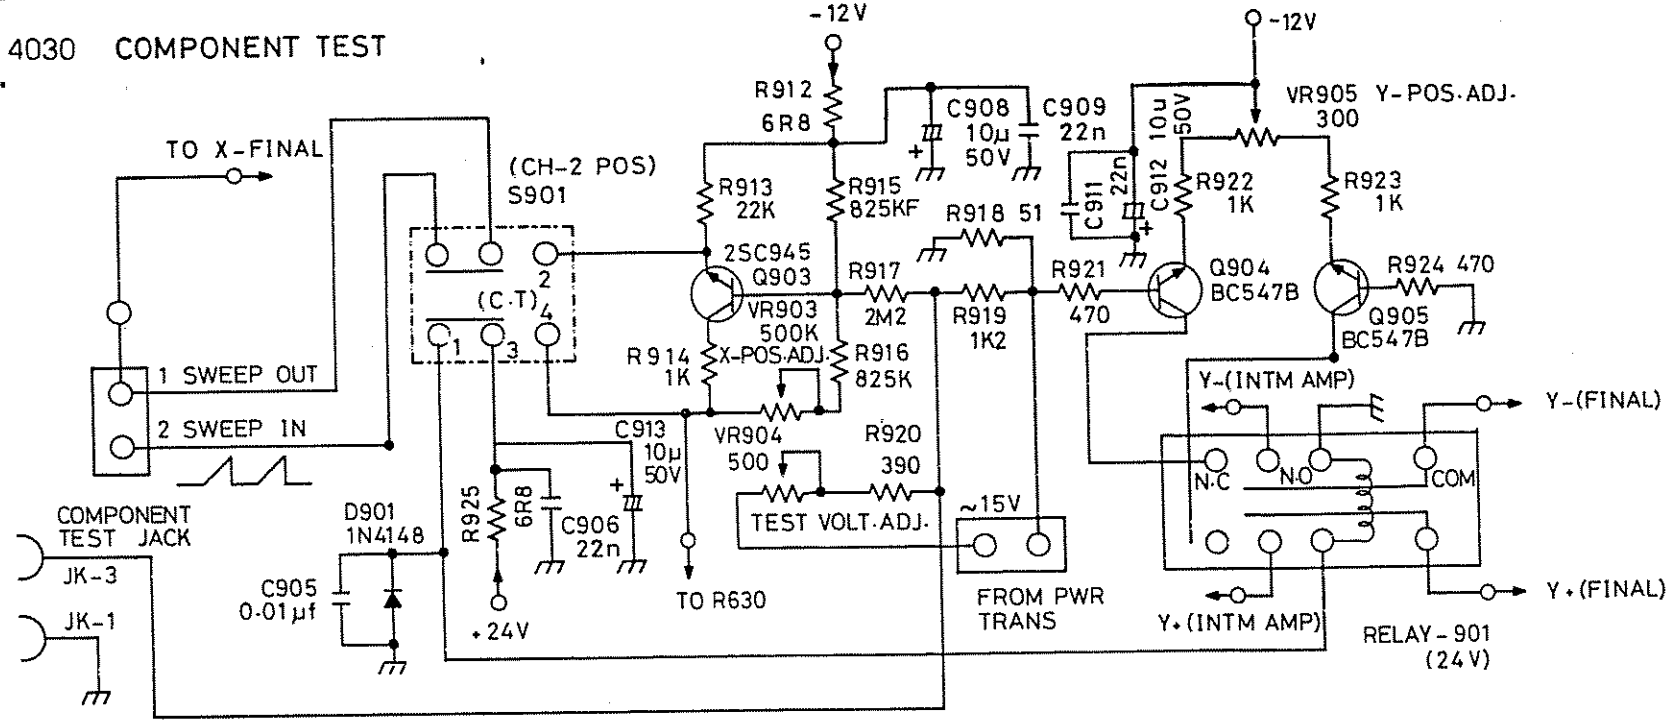 4030 COMPONENT TEST
-12V
-12V
R912
6R8
C908
10µ
50V
C909
22n
10u
50V
VR905 Y-POS.ADJ.
300
TO X-FINAL
(CH-2 POS)
S901
R913
22K
R915
825KF
R918 51
C911
22n
C912
R922
1K
R923
1K
2SC945
Q903
2
(C.T)
4
1
3
VR903
500K
X-POS.ADJ.
R917
2M2
R919
1K2
R921
470
Q904
BC547B
R924 470
Q905
BC547B
R914
1K
R916
825K
1 SWEEP OUT
2 SWEEP IN
Y-(INTM AMP)
Y-(FINAL)
C913
10µ
50V
VR904
500
R920
390
N.C
N.O
COM
TEST VOLT.ADJ.
~15V
R925
6R8
C906
22n
COMPONENT
TEST JACK
JK-3
JK-1
D901
1N4148
C905
0.01µf
+24V
TO R630
FROM PWR
TRANS
Y+(INTM AMP)
Y+(FINAL)
RELAY-901
(24V)